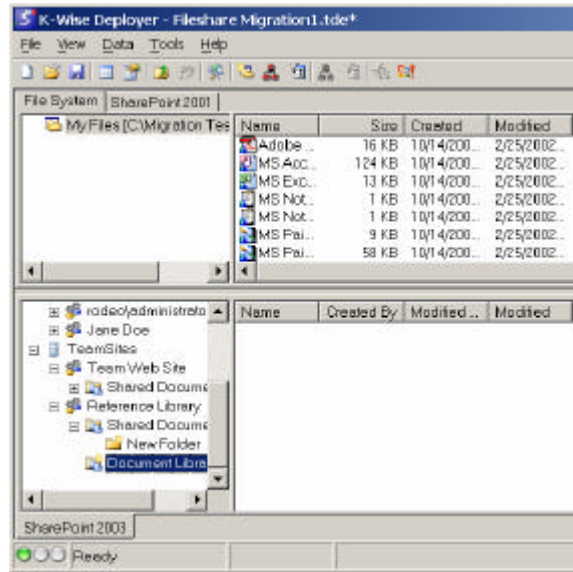 K-Wise Deployer - Fileshare Migration1.tde*
File View Data Tools Help
File System SharePoint 2001
My Files [C:\Migration Tes
Name Size Created Modified
Adobe ... 16 KB 10/14/200... 2/25/2002...
MS Acc... 124 KB 10/14/200... 2/25/2002...
MS Exc... 13 KB 10/14/200... 2/25/2002...
MS Not... 1 KB 10/14/200... 2/25/2002...
MS Not... 1 KB 10/14/200... 2/25/2002...
MS Pai... 9 KB 10/14/200... 2/25/2002...
MS Pai... 58 KB 10/14/200... 2/25/2002...
rodeo\administrato
Jane Doe
TeamSites
Team Web Site
Shared Docume
Reference Library
Shared Docume
New Folder
Document Libra
Name Created By Modified ... Modified
SharePoint 2003
Ready